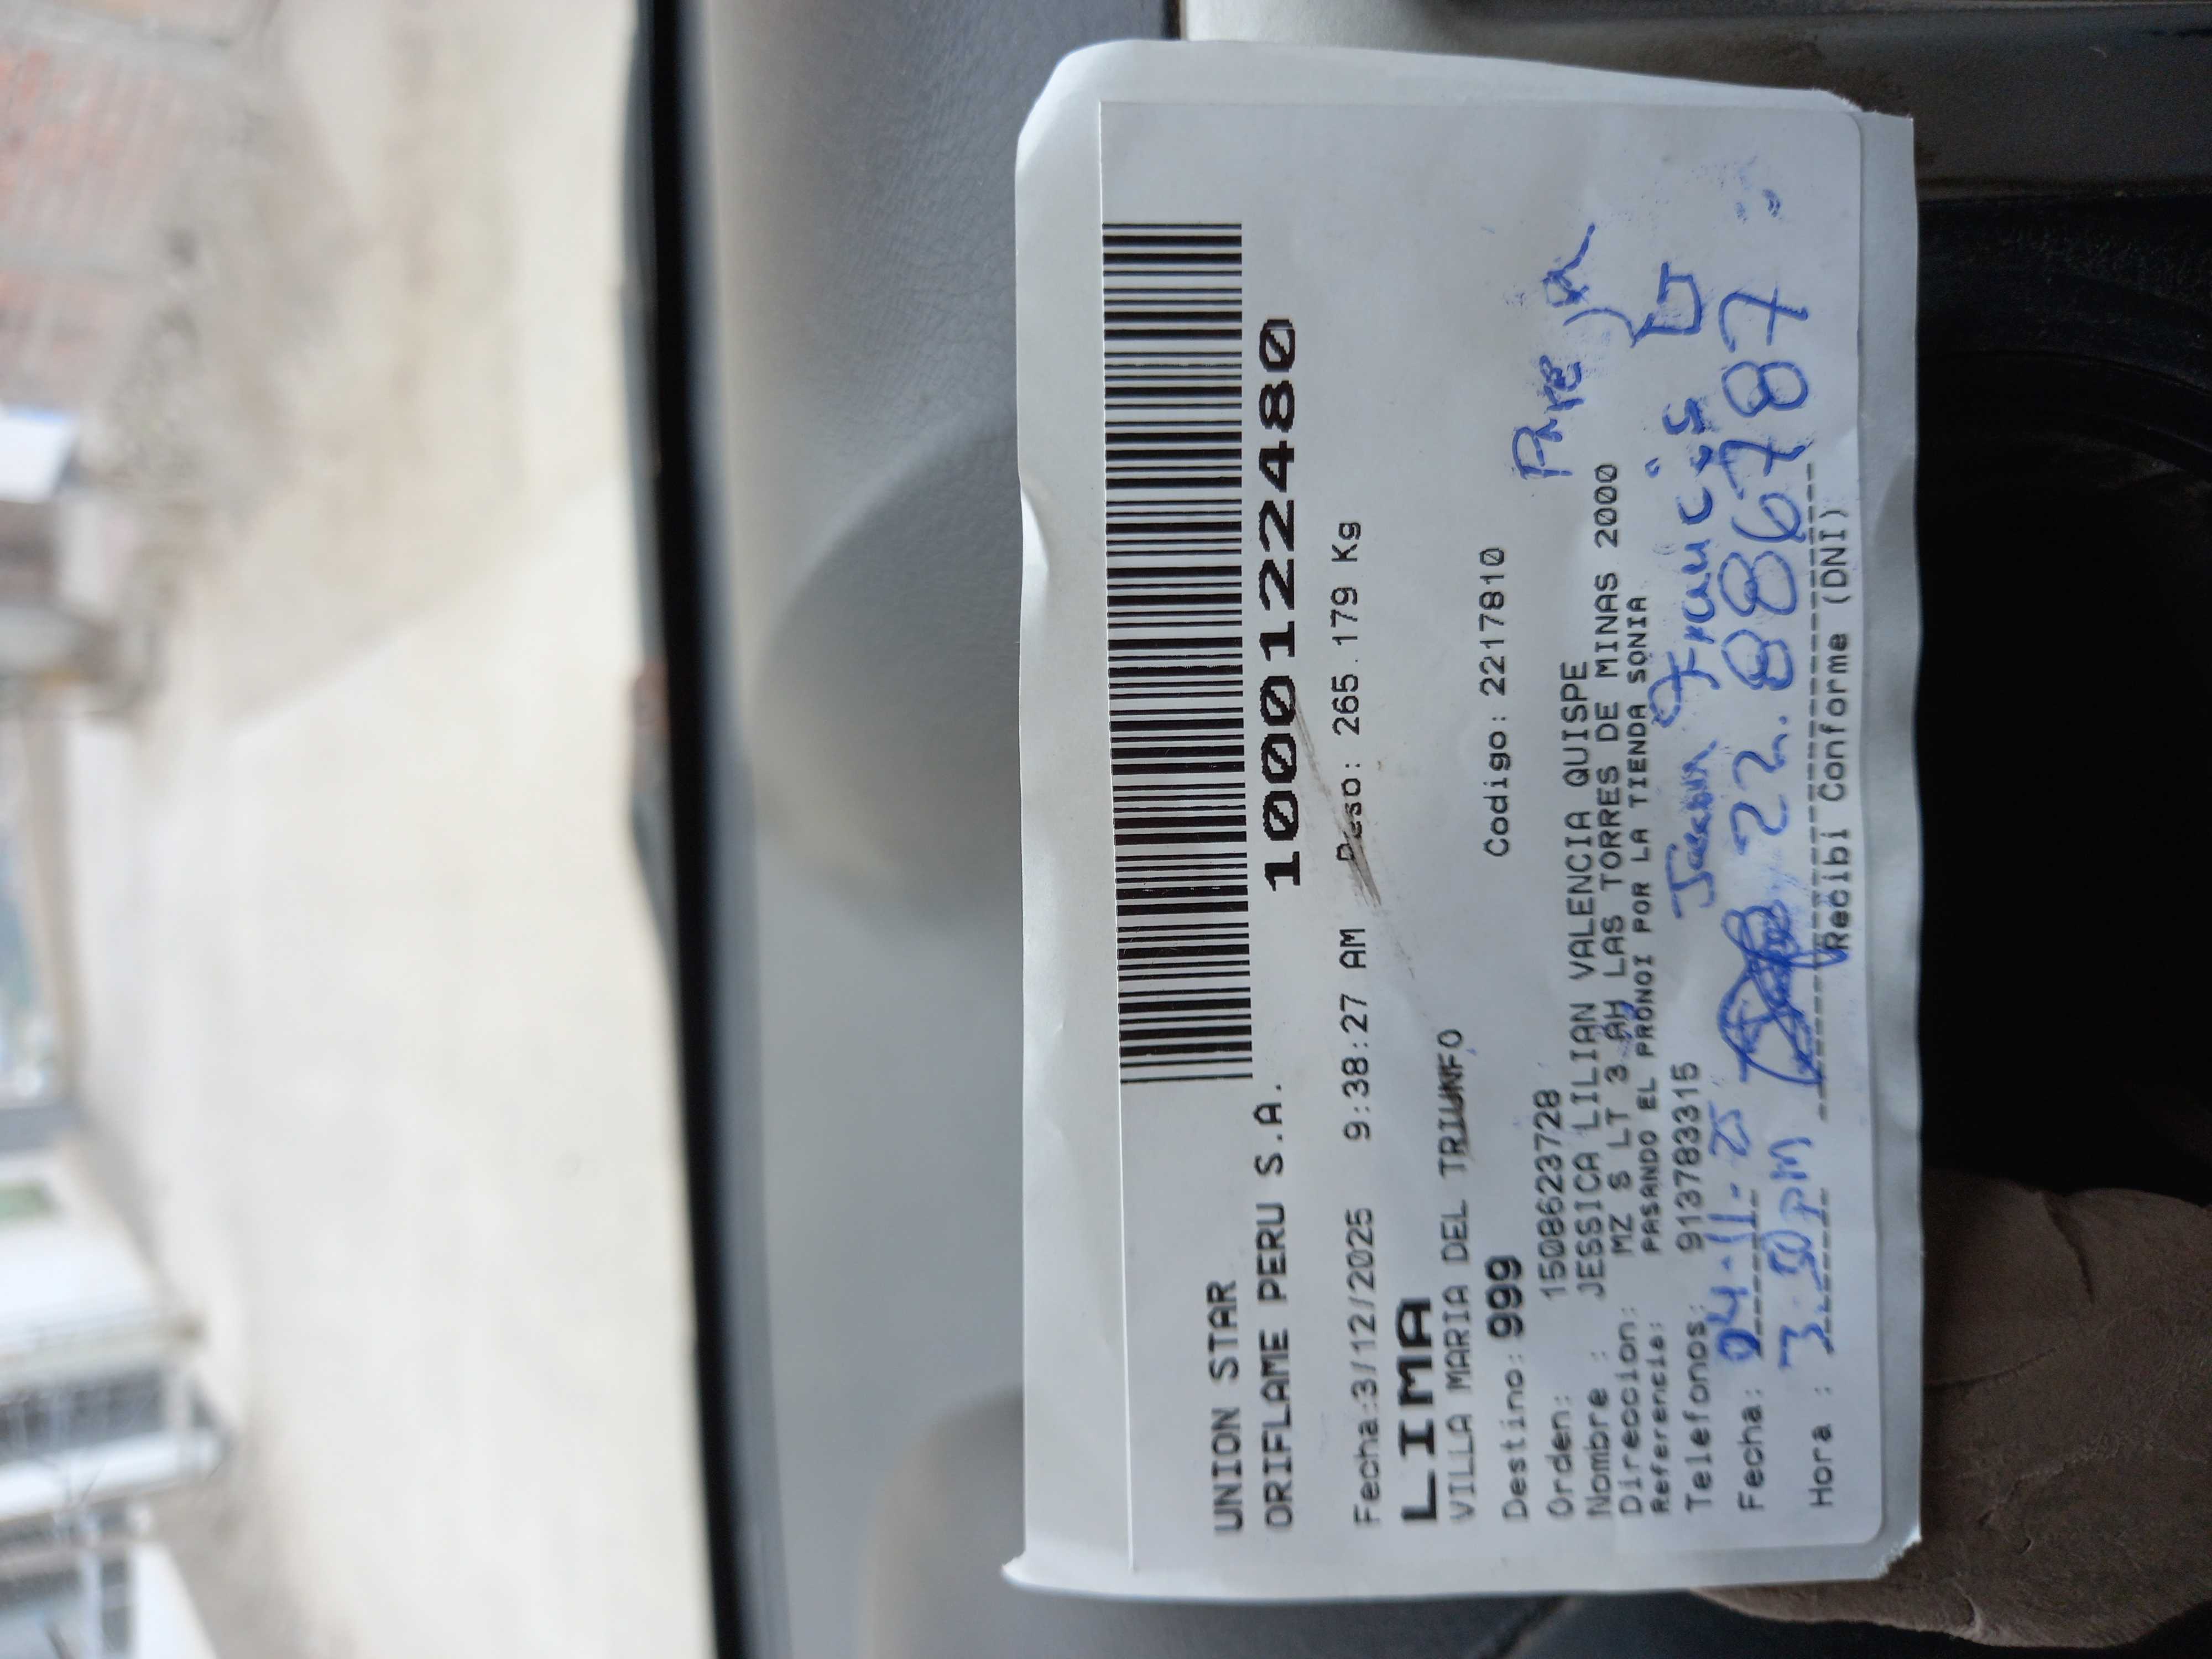 UNION STAR
ORIFLAME PERU S.A.
1000122480
Fecha:3/12/2025 9:38:27 AM Peso: 265.179 Kg
LIMA
VILLA MARIA DEL TRIUNFO
Destino: 999 Codigo: 2217810
Orden: 1508623728
Nombre : JESSICA LILIAN VALENCIA QUISPE
Direccion: MZ S LT 3 AH LAS TORRES DE MINAS 2000
Referencia: PASANDO EL PRONOI POR LA TIENDA SONIA
Telefonos: 913783315
Francis
Fecha: 04-11-25 22.886787
Hora : 3:50pm
Recibi Conforme (DNI)